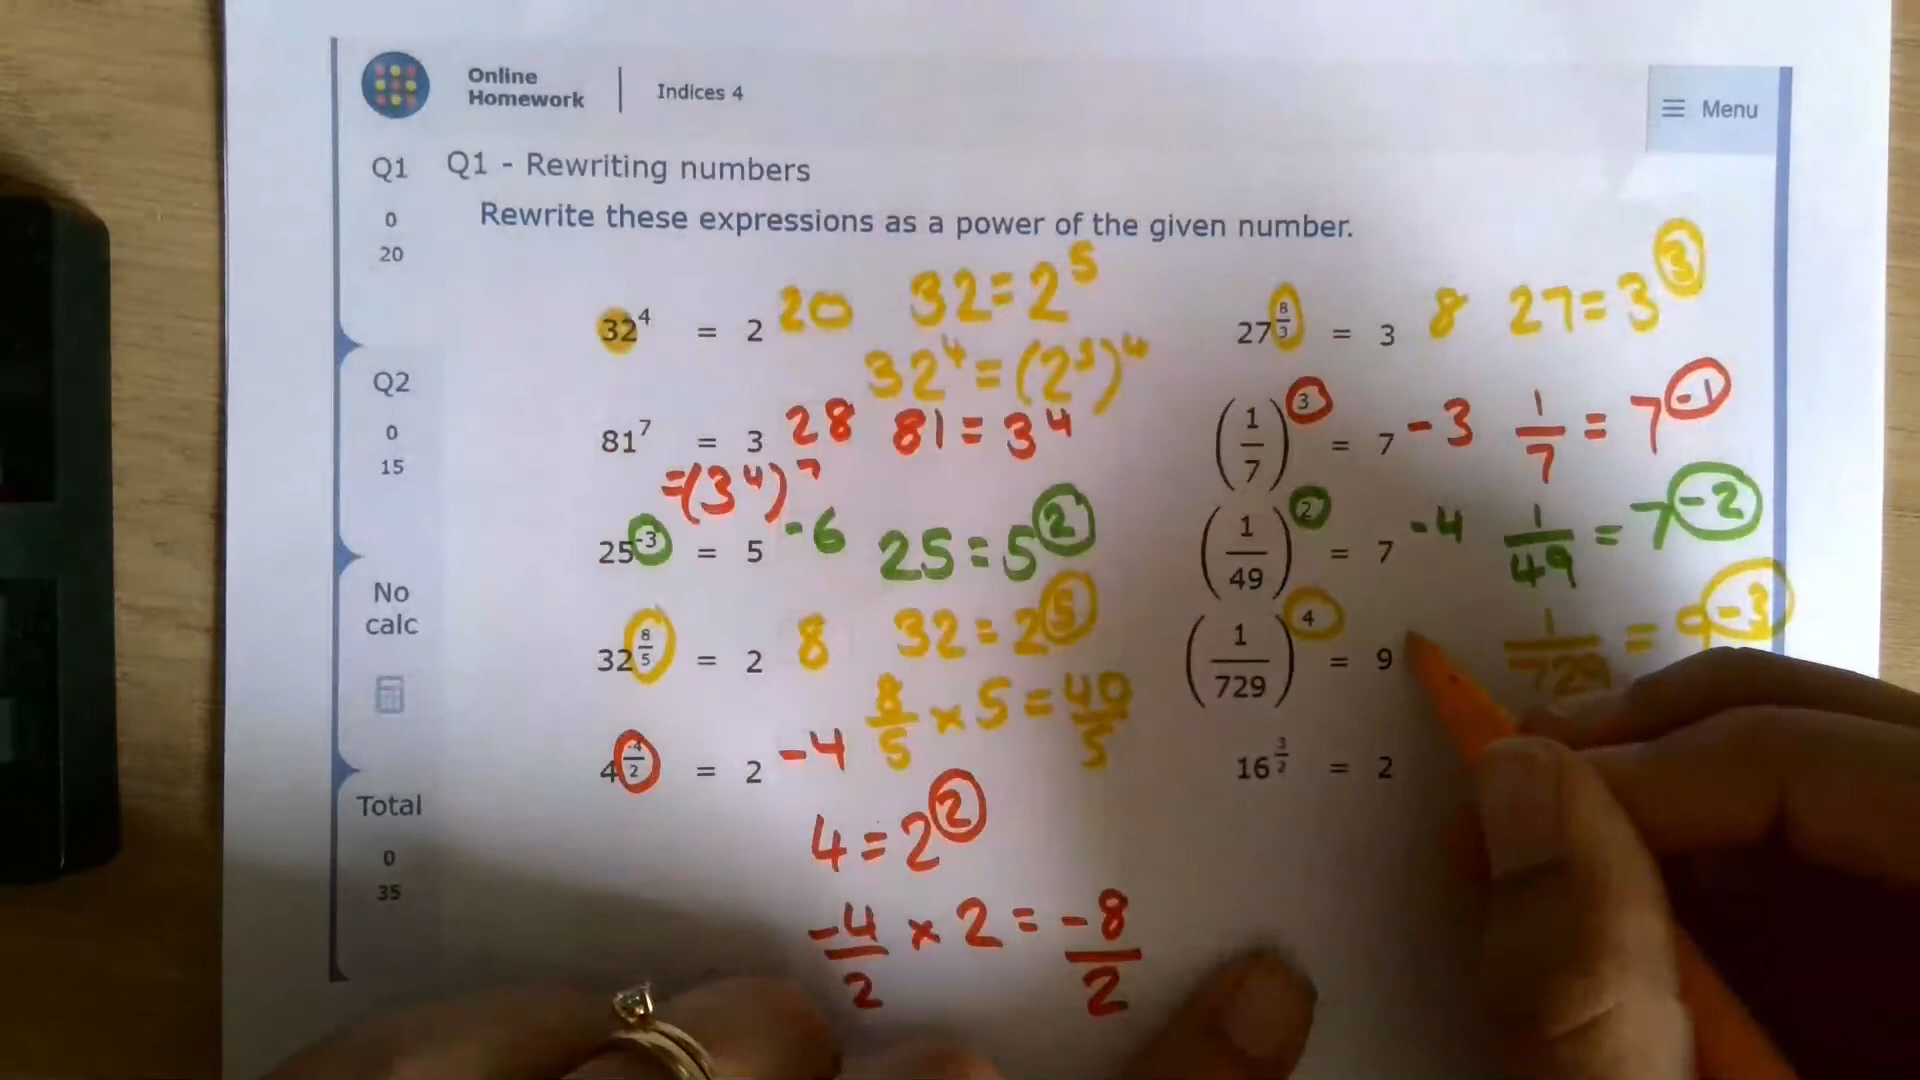 Online Homework | Indices 4
Menu
Q1
0
20
Q2
0
15
No calc
Total
0
35
Q1 - Rewriting numbers
Rewrite these expressions as a power of the given number.
32⁴ = 2 20 32 = 2⁵
32⁴ = (2⁵)⁴
81⁷ = 3 28 81 = 3⁴
= (3⁴)⁷
25⁻³ = 5 -6 25 = 5²
32^(8/5) = 2 8 32 = 2⁵
8/5 × 5 = 40/5
4^(-4/2) = 2 -4
4 = 2²
-4/2 × 2 = -8/2
27^(8/3) = 3 8 27 = 3³
(1/7)³ = 7 -3 1/7 = 7⁻¹
(1/49)² = 7 -4 1/49 = 7⁻²
(1/729)⁴ = 9 1/729 = 9⁻³
16^(3/2) = 2